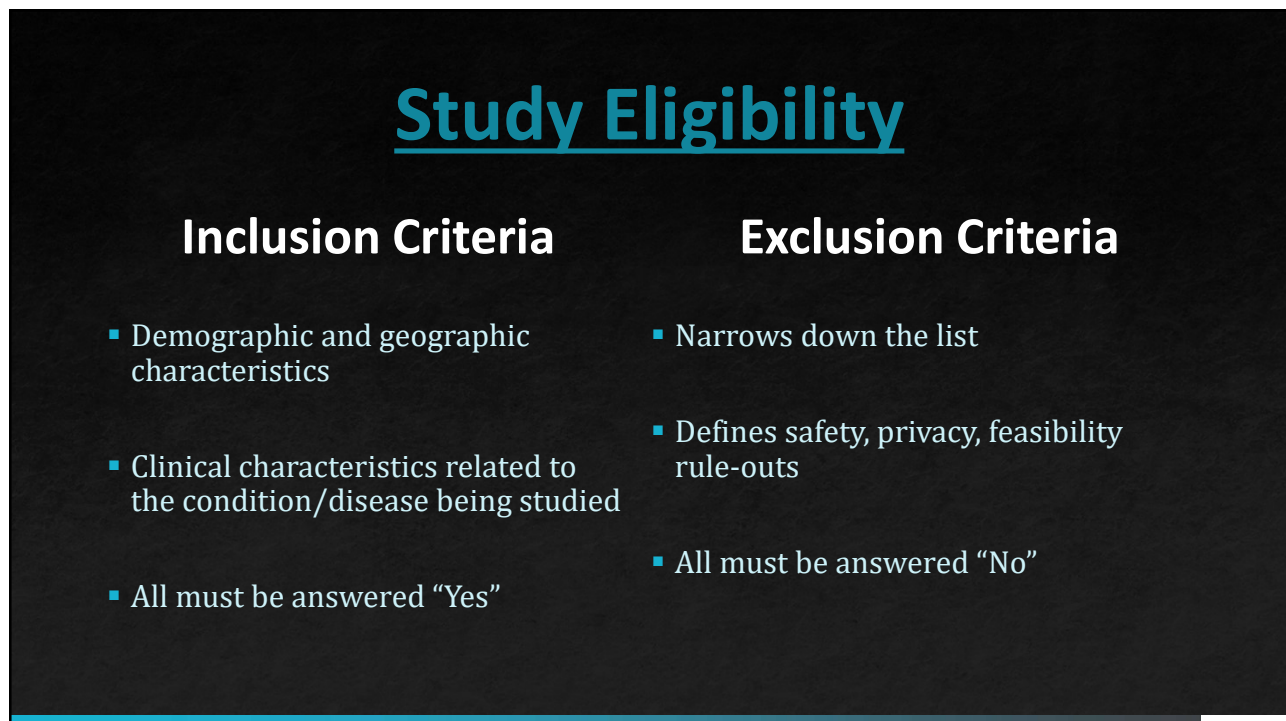 Study Eligibility
Inclusion Criteria
▪ Demographic and geographic
characteristics
▪ Clinical characteristics related to
the condition/disease being studied
▪ All must be answered “Yes”
Exclusion Criteria
▪ Narrows down the list
▪ Defines safety, privacy, feasibility
rule-outs
▪ All must be answered “No”